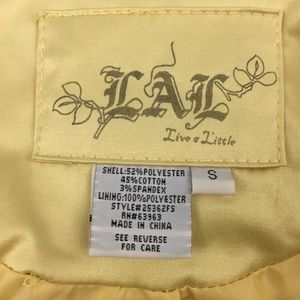 LAL
Live a Little
SHELL:52%POLYESTER
45%COTTON
3%SPANDEX
LINING:100%POLYESTER
STYLE#25362FS
RN#63963
MADE IN CHINA
SEE REVERSE
FOR CARE
S